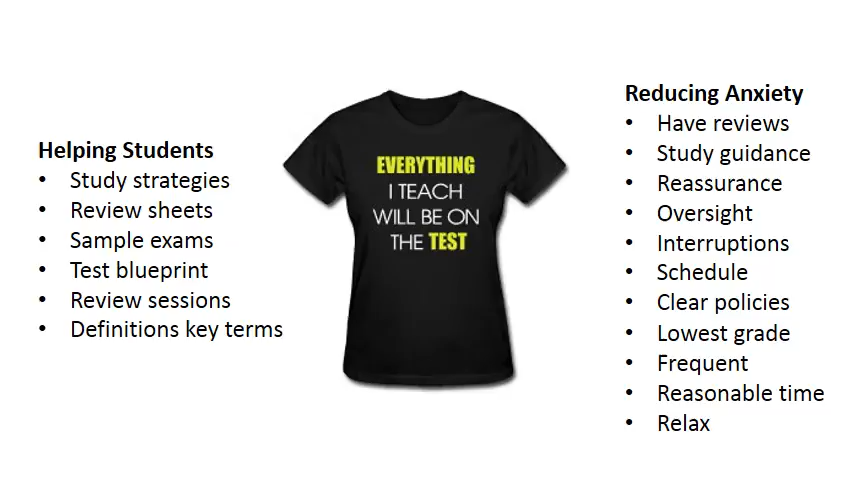 Helping Students
• Study strategies
• Review sheets
• Sample exams
• Test blueprint
• Review sessions
• Definitions key terms
EVERYTHING
I TEACH
WILL BE ON
THE TEST
Reducing Anxiety
• Have reviews
• Study guidance
• Reassurance
• Oversight
• Interruptions
• Schedule
• Clear policies
• Lowest grade
• Frequent
• Reasonable time
• Relax